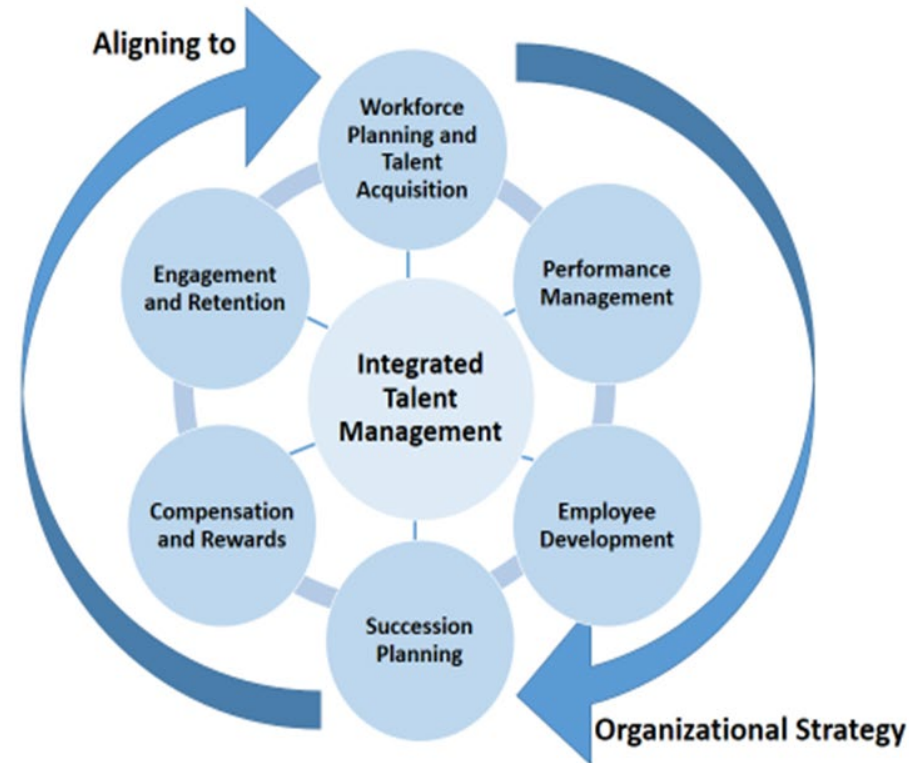 Aligning to
Workforce
Planning and
Talent
Acquisition
Performance
Management
Employee
Development
Succession
Planning
Compensation
and Rewards
Engagement
and Retention
Integrated
Talent
Management
Organizational Strategy